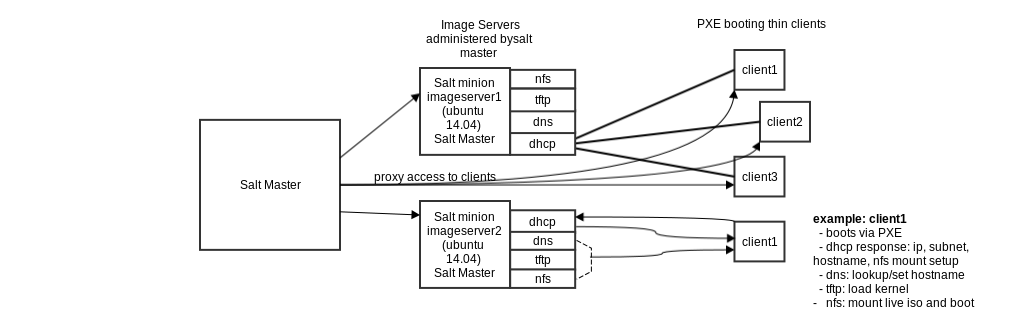 Image Servers
administered bysalt
master
PXE booting thin clients
Salt minion
imageserver1
(ubuntu
14.04)
Salt Master
nfs
tftp
dns
dhcp
client1
client2
client3
Salt Master
proxy access to clients
Salt minion
imageserver2
(ubuntu
14.04)
Salt Master
dhcp
dns
tftp
nfs
client1
example: client1
- boots via PXE
- dhcp response: ip, subnet,
hostname, nfs mount setup
- dns: lookup/set hostname
- tftp: load kernel
- nfs: mount live iso and boot